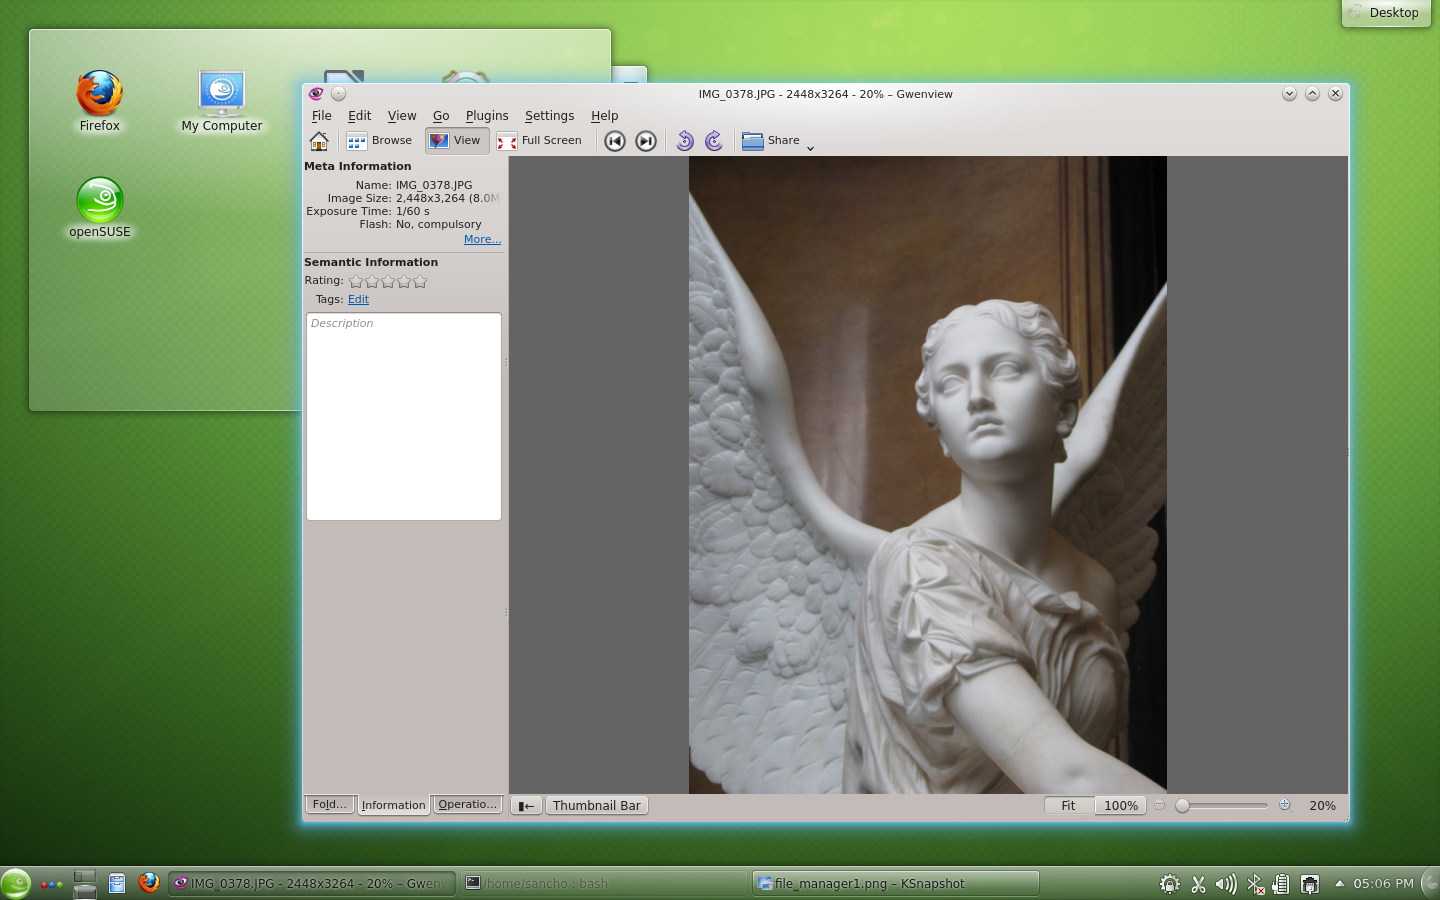 Desktop
Firefox
My Computer
openSUSE
IMG_0378.JPG - 2448x3264 - 20% – Gwenview
File Edit View Go Plugins Settings Help
Browse View Full Screen Share
Meta Information
Name: IMG_0378.JPG
Image Size: 2,448x3,264 (8.0M
Exposure Time: 1/60 s
Flash: No, compulsory
More...
Semantic Information
Rating:
Tags: Edit
Description
Fold... Information Operatio... Thumbnail Bar Fit 100% 20%
IMG_0378.JPG - 2448x3264 - 20% – Gwenv /home/sancho : bash file_manager1.png – KSnapshot 05:06 PM